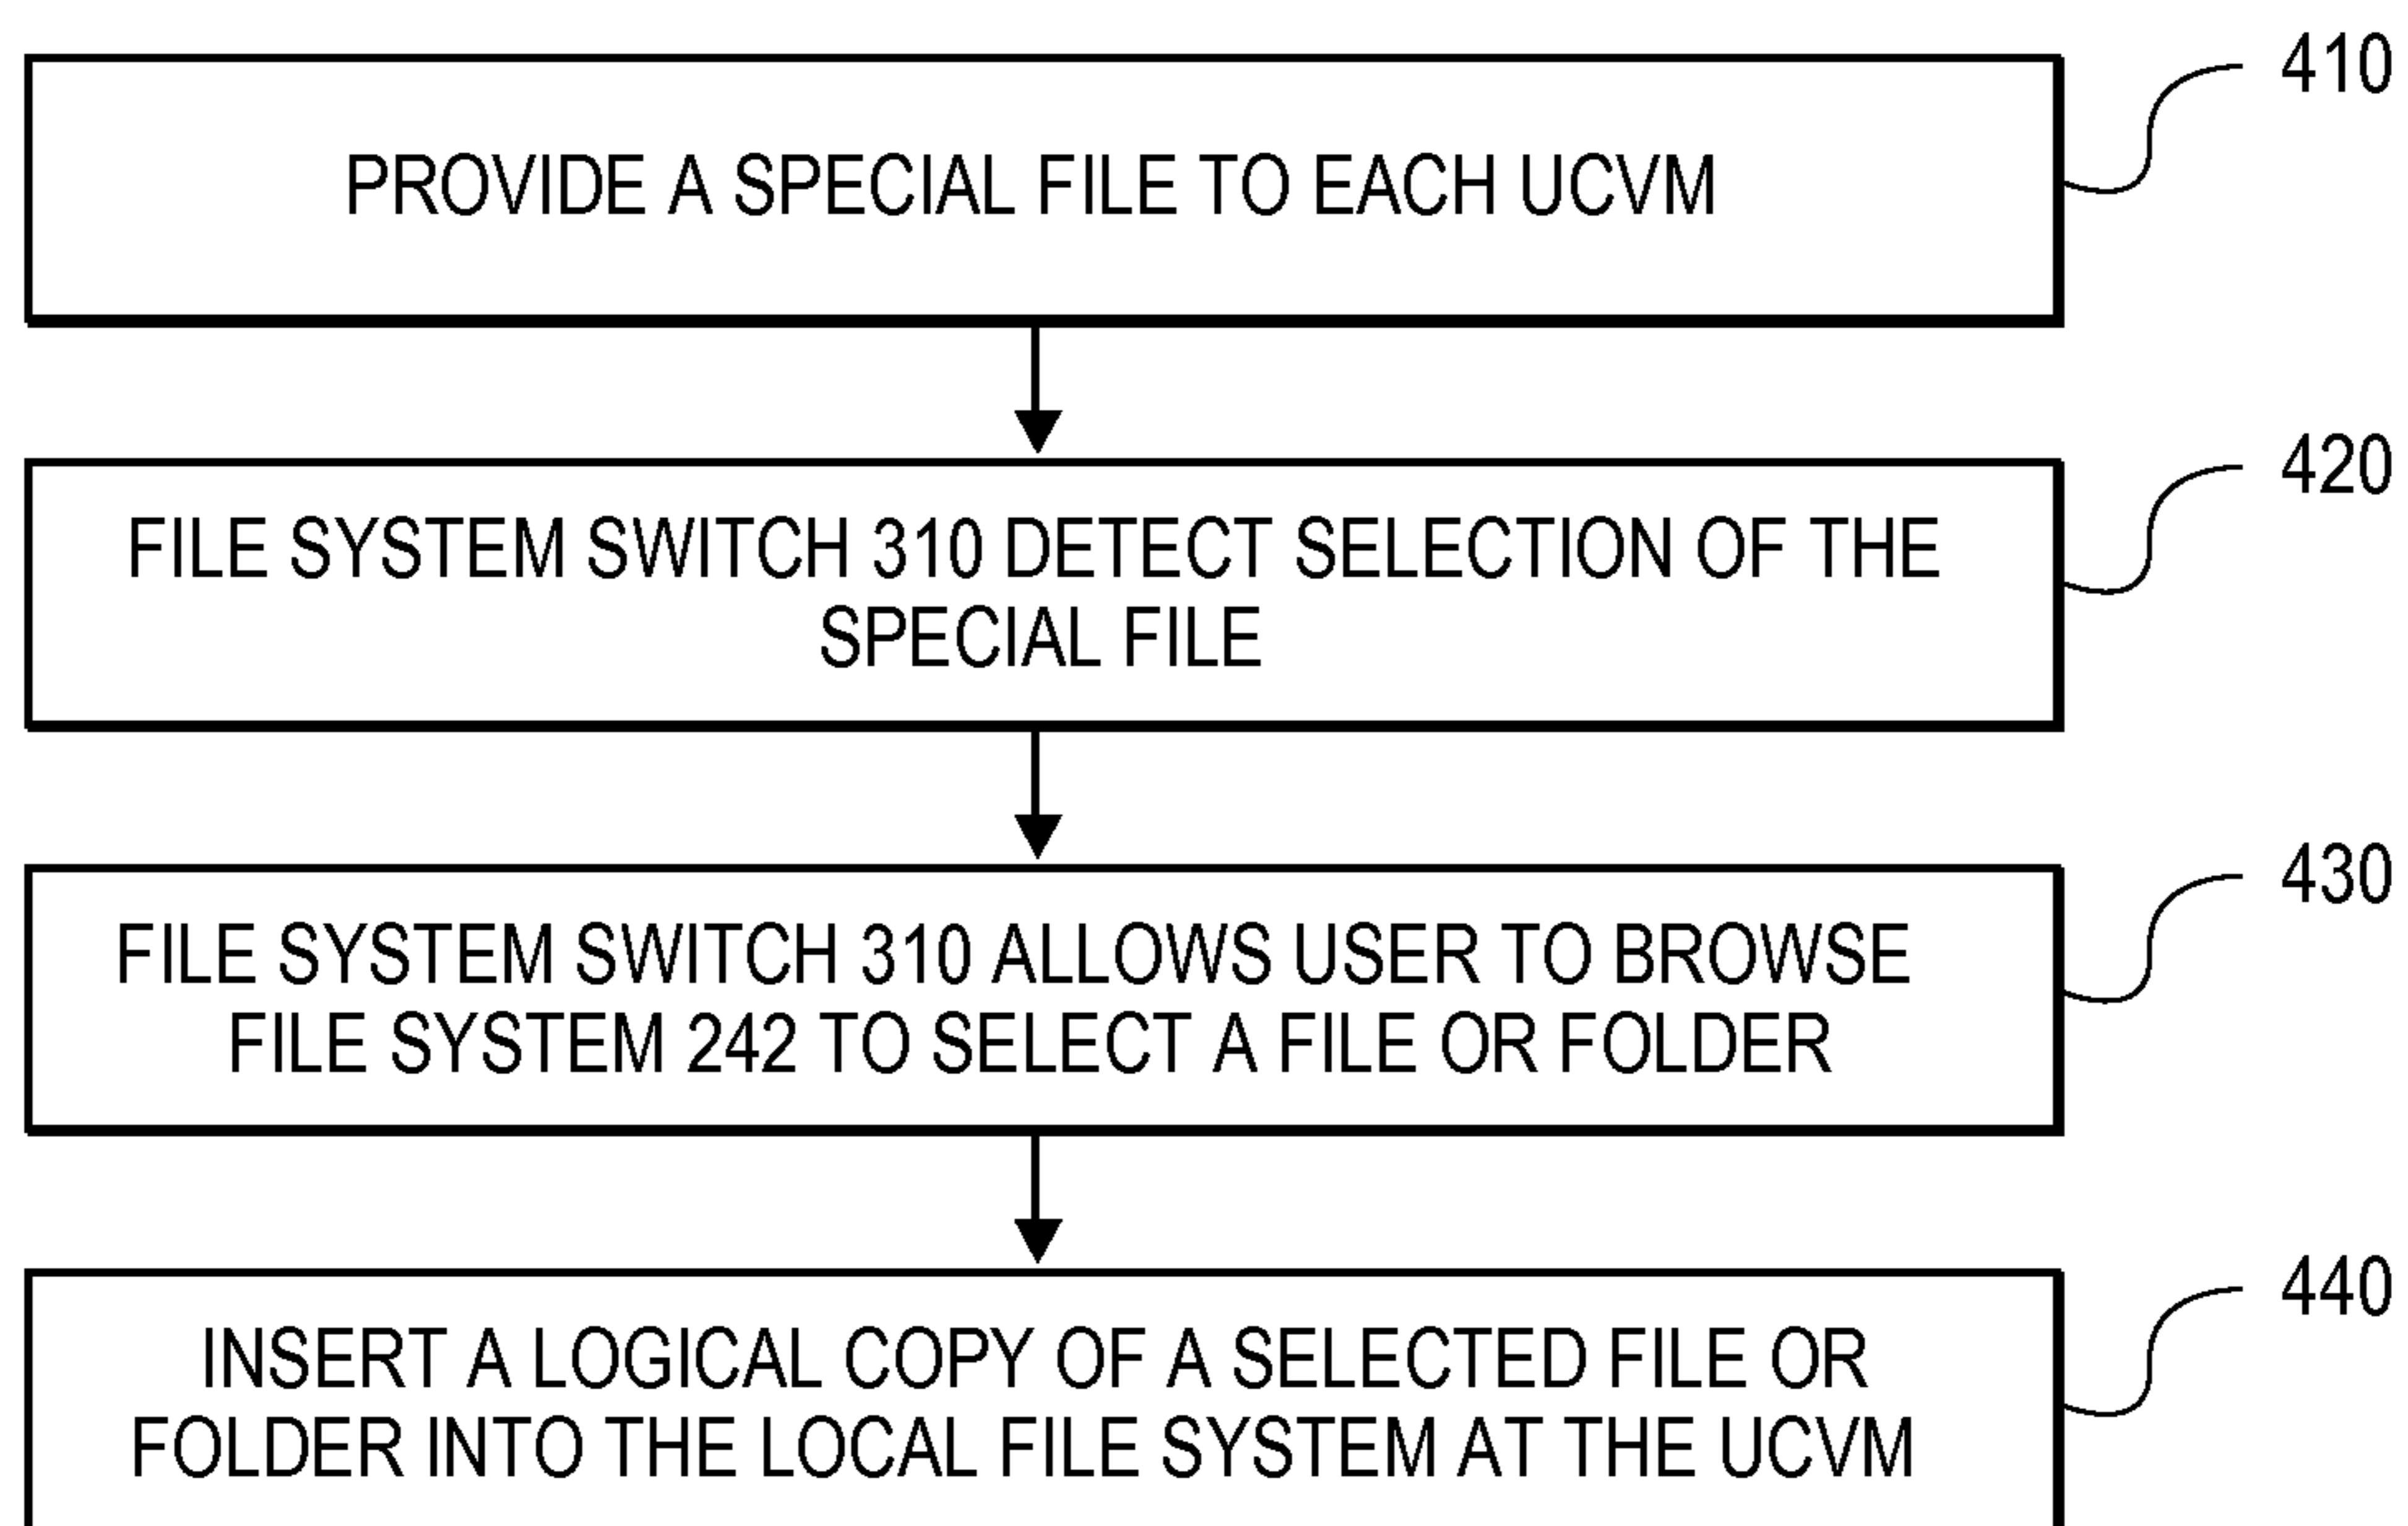 410
PROVIDE A SPECIAL FILE TO EACH UCVM
420
FILE SYSTEM SWITCH 310 DETECT SELECTION OF THE
SPECIAL FILE
430
FILE SYSTEM SWITCH 310 ALLOWS USER TO BROWSE
FILE SYSTEM 242 TO SELECT A FILE OR FOLDER
440
INSERT A LOGICAL COPY OF A SELECTED FILE OR
FOLDER INTO THE LOCAL FILE SYSTEM AT THE UCVM